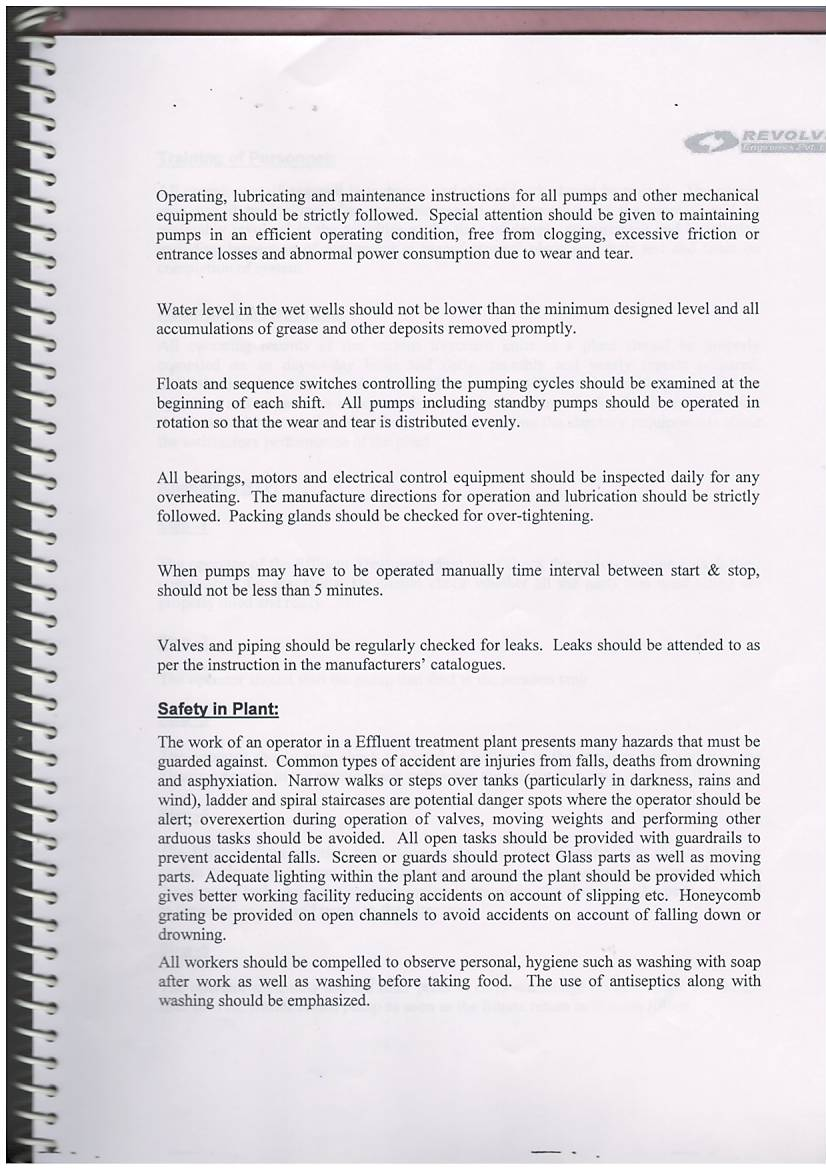 REVOLV
Operating, lubricating and maintenance instructions for all pumps and other mechanical
equipment should be strictly followed. Special attention should be given to maintaining
pumps in an efficient operating condition, free from clogging, excessive friction or
entrance losses and abnormal power consumption due to wear and tear.
Water level in the wet wells should not be lower than the minimum designed level and all
accumulations of grease and other deposits removed promptly.
Floats and sequence switches controlling the pumping cycles should be examined at the
beginning of each shift. All pumps including standby pumps should be operated in
rotation so that the wear and tear is distributed evenly.
All bearings, motors and electrical control equipment should be inspected daily for any
overheating. The manufacture directions for operation and lubrication should be strictly
followed. Packing glands should be checked for over-tightening.
When pumps may have to be operated manually time interval between start & stop,
should not be less than 5 minutes.
Valves and piping should be regularly checked for leaks. Leaks should be attended to as
per the instruction in the manufacturers' catalogues.
Safety in Plant:
The work of an operator in a Effluent treatment plant presents many hazards that must be
guarded against. Common types of accident are injuries from falls, deaths from drowning
and asphyxiation. Narrow walks or steps over tanks (particularly in darkness, rains and
wind), ladder and spiral staircases are potential danger spots where the operator should be
alert; overexertion during operation of valves, moving weights and performing other
arduous tasks should be avoided. All open tasks should be provided with guardrails to
prevent accidental falls. Screen or guards should protect Glass parts as well as moving
parts. Adequate lighting within the plant and around the plant should be provided which
gives better working facility reducing accidents on account of slipping etc. Honeycomb
grating be provided on open channels to avoid accidents on account of falling down or
drowning.
All workers should be compelled to observe personal, hygiene such as washing with soap
after work as well as washing before taking food. The use of antiseptics along with
washing should be emphasized.